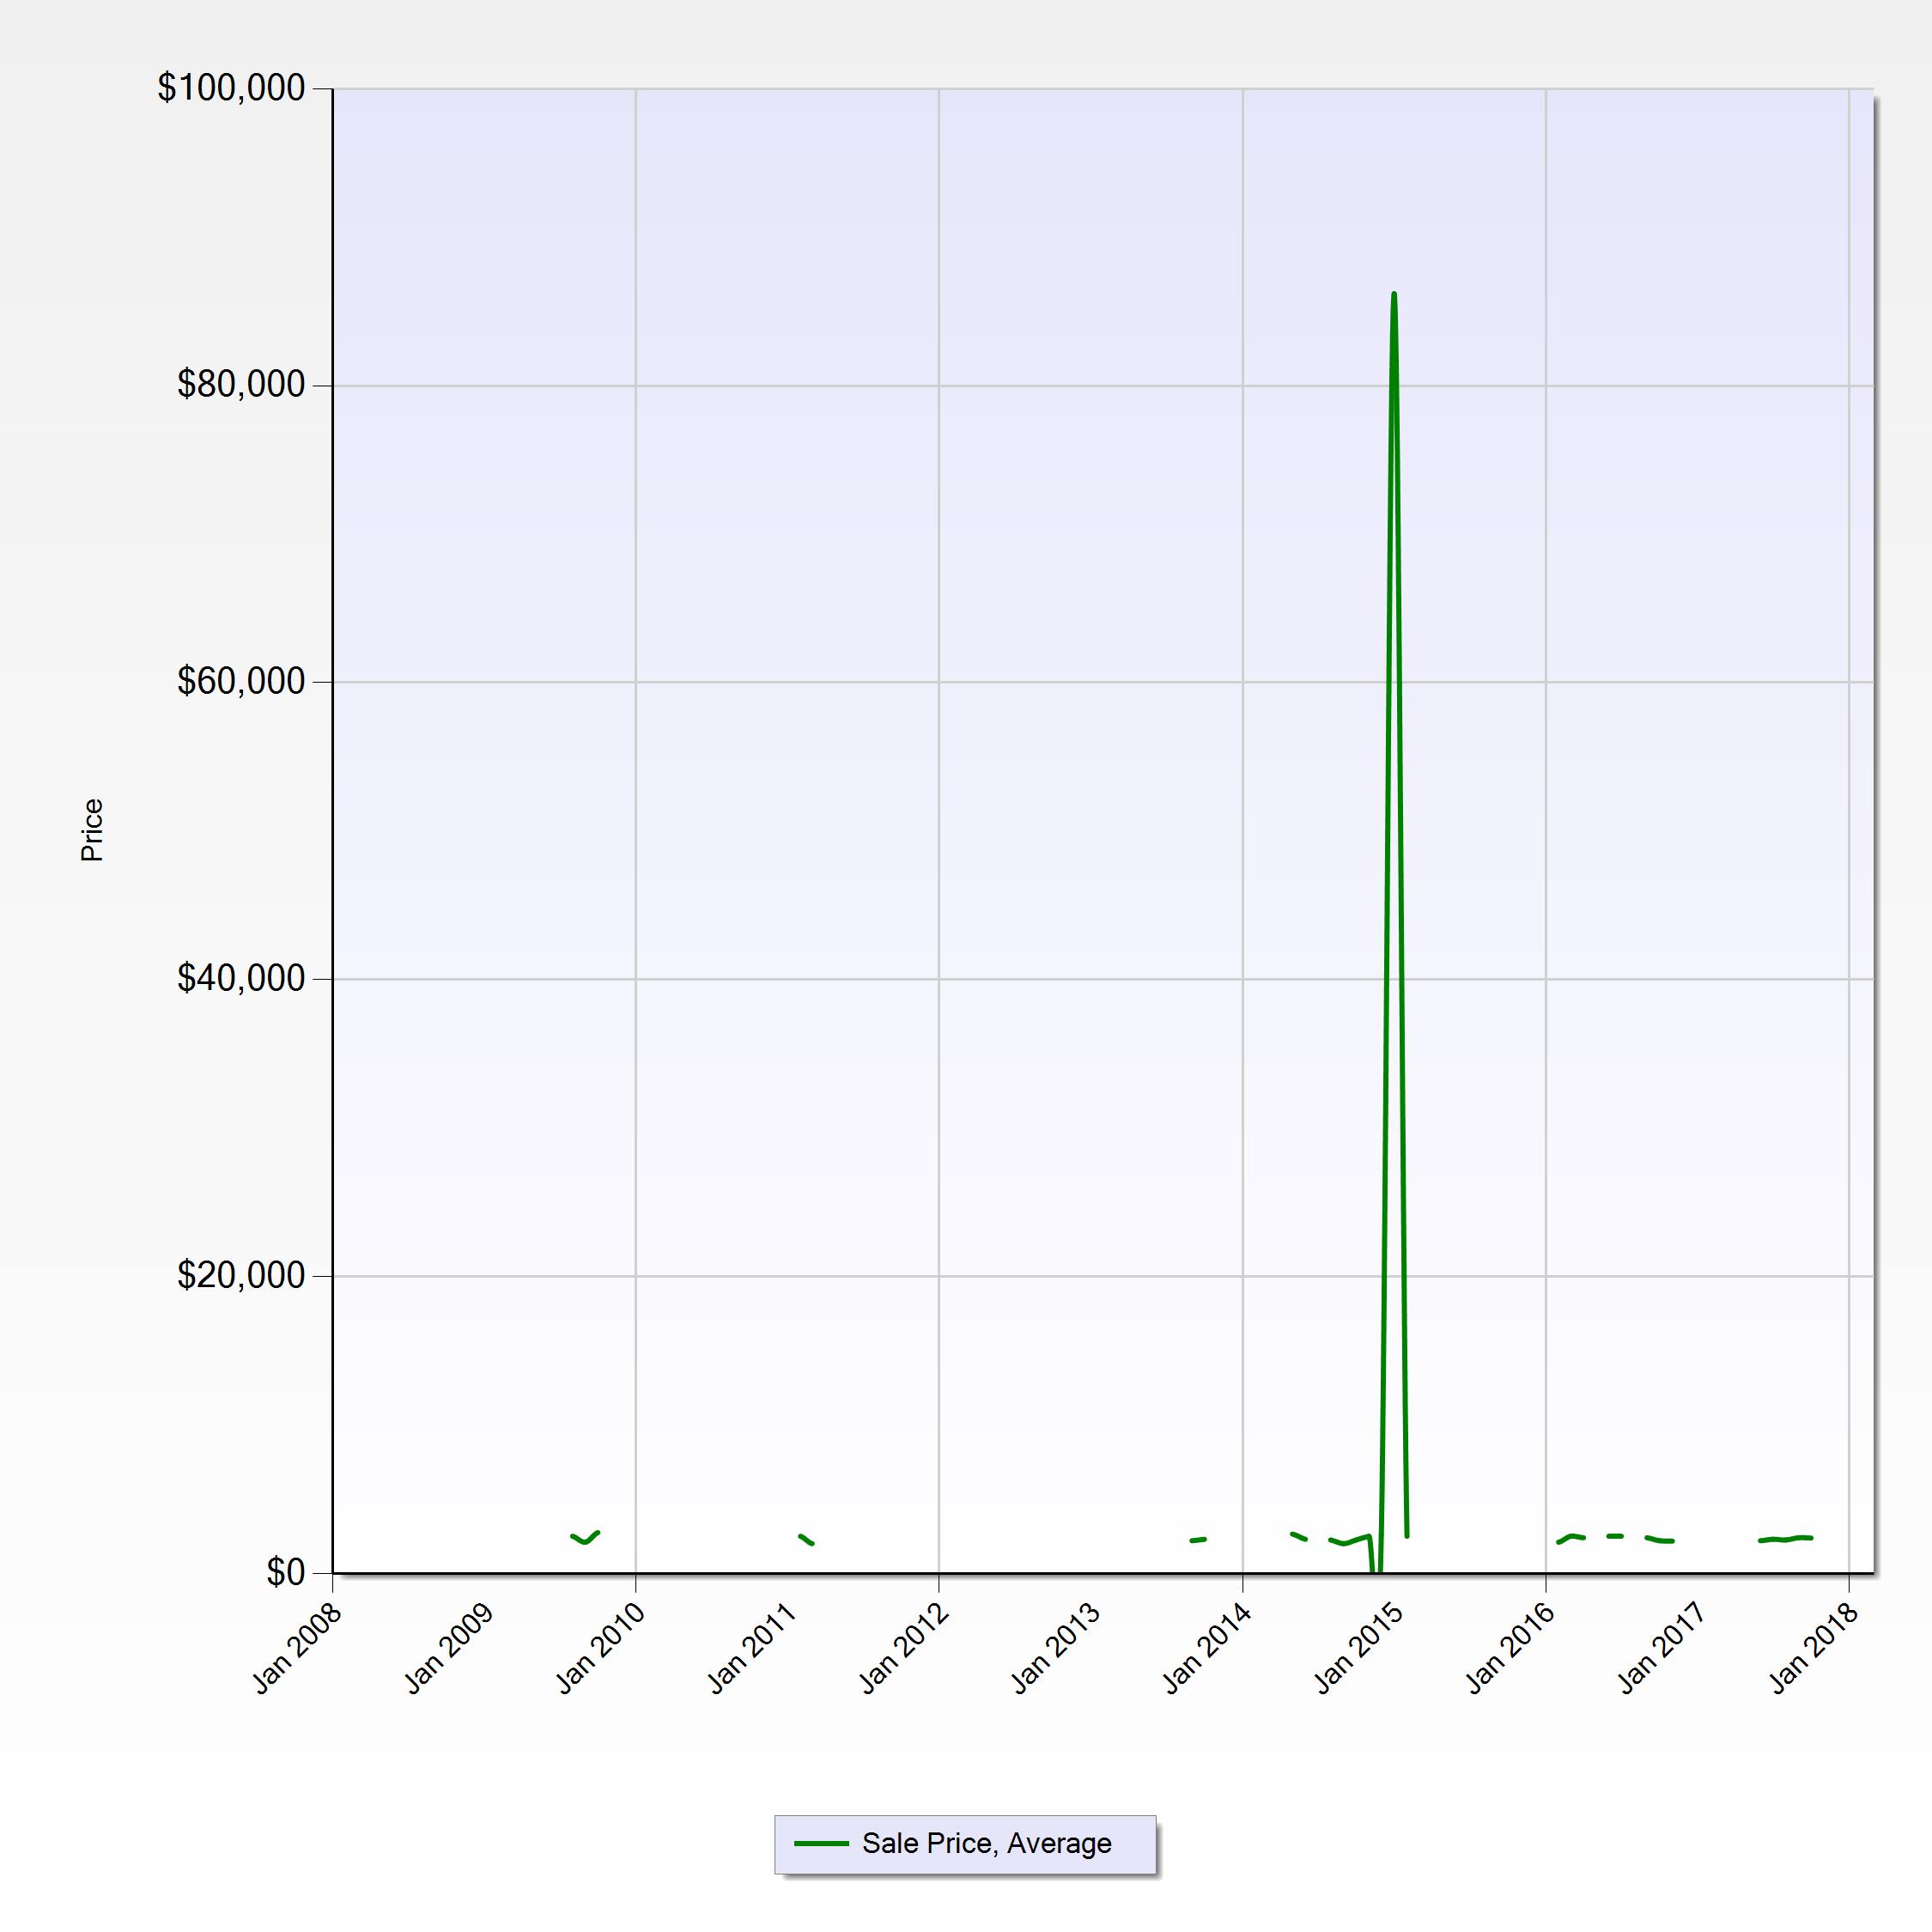 $100,000
$80,000
$60,000
$40,000
$20,000
$0
Price
Jan 2008
Jan 2009
Jan 2010
Jan 2011
Jan 2012
Jan 2013
Jan 2014
Jan 2015
Jan 2016
Jan 2017
Jan 2018
Sale Price, Average